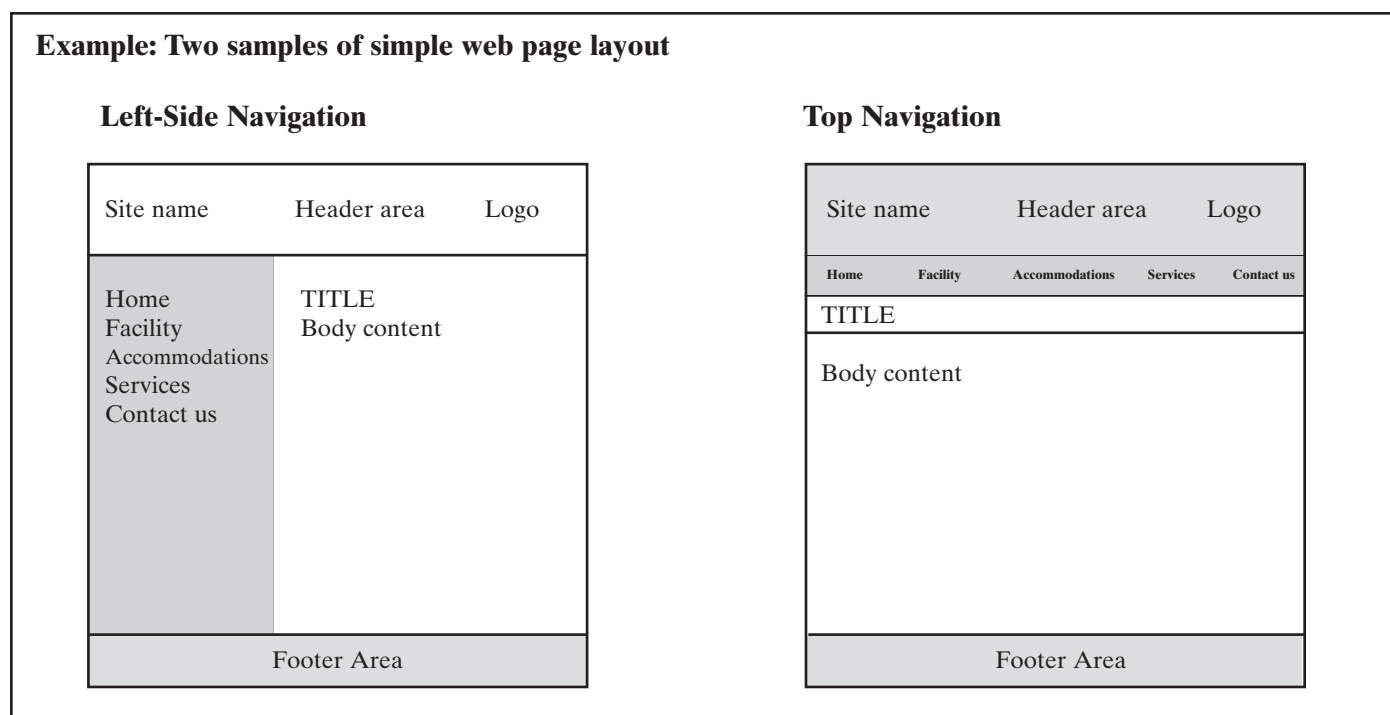 Example: Two samples of simple web page layout
Left-Side Navigation
Site name Header area Logo
Home
Facility
Accommodations
Services
Contact us
TITLE
Body content
Footer Area
Top Navigation
Site name Header area Logo
Home Facility Accommodations Services Contact us
TITLE
Body content
Footer Area